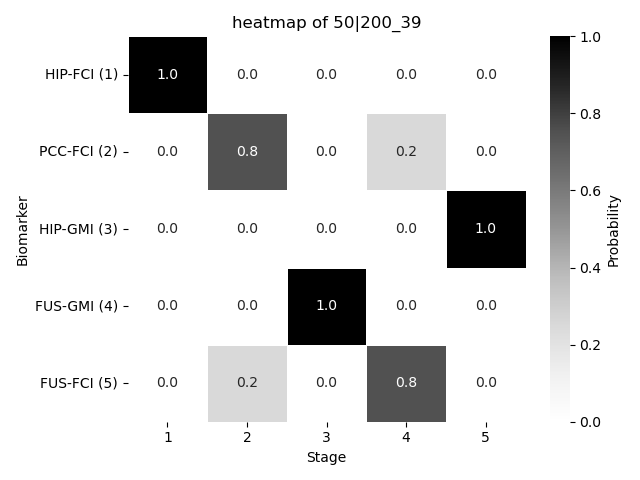 heatmap of 50|200_39
HIP-FCI (1) 1.0 0.0 0.0 0.0 0.0
PCC-FCI (2) 0.0 0.8 0.0 0.2 0.0
HIP-GMI (3) 0.0 0.0 0.0 0.0 1.0
FUS-GMI (4) 0.0 0.0 1.0 0.0 0.0
FUS-FCI (5) 0.0 0.2 0.0 0.8 0.0
1 2 3 4 5
Stage
Biomarker
1.0
0.8
0.6
0.4
0.2
0.0
Probability